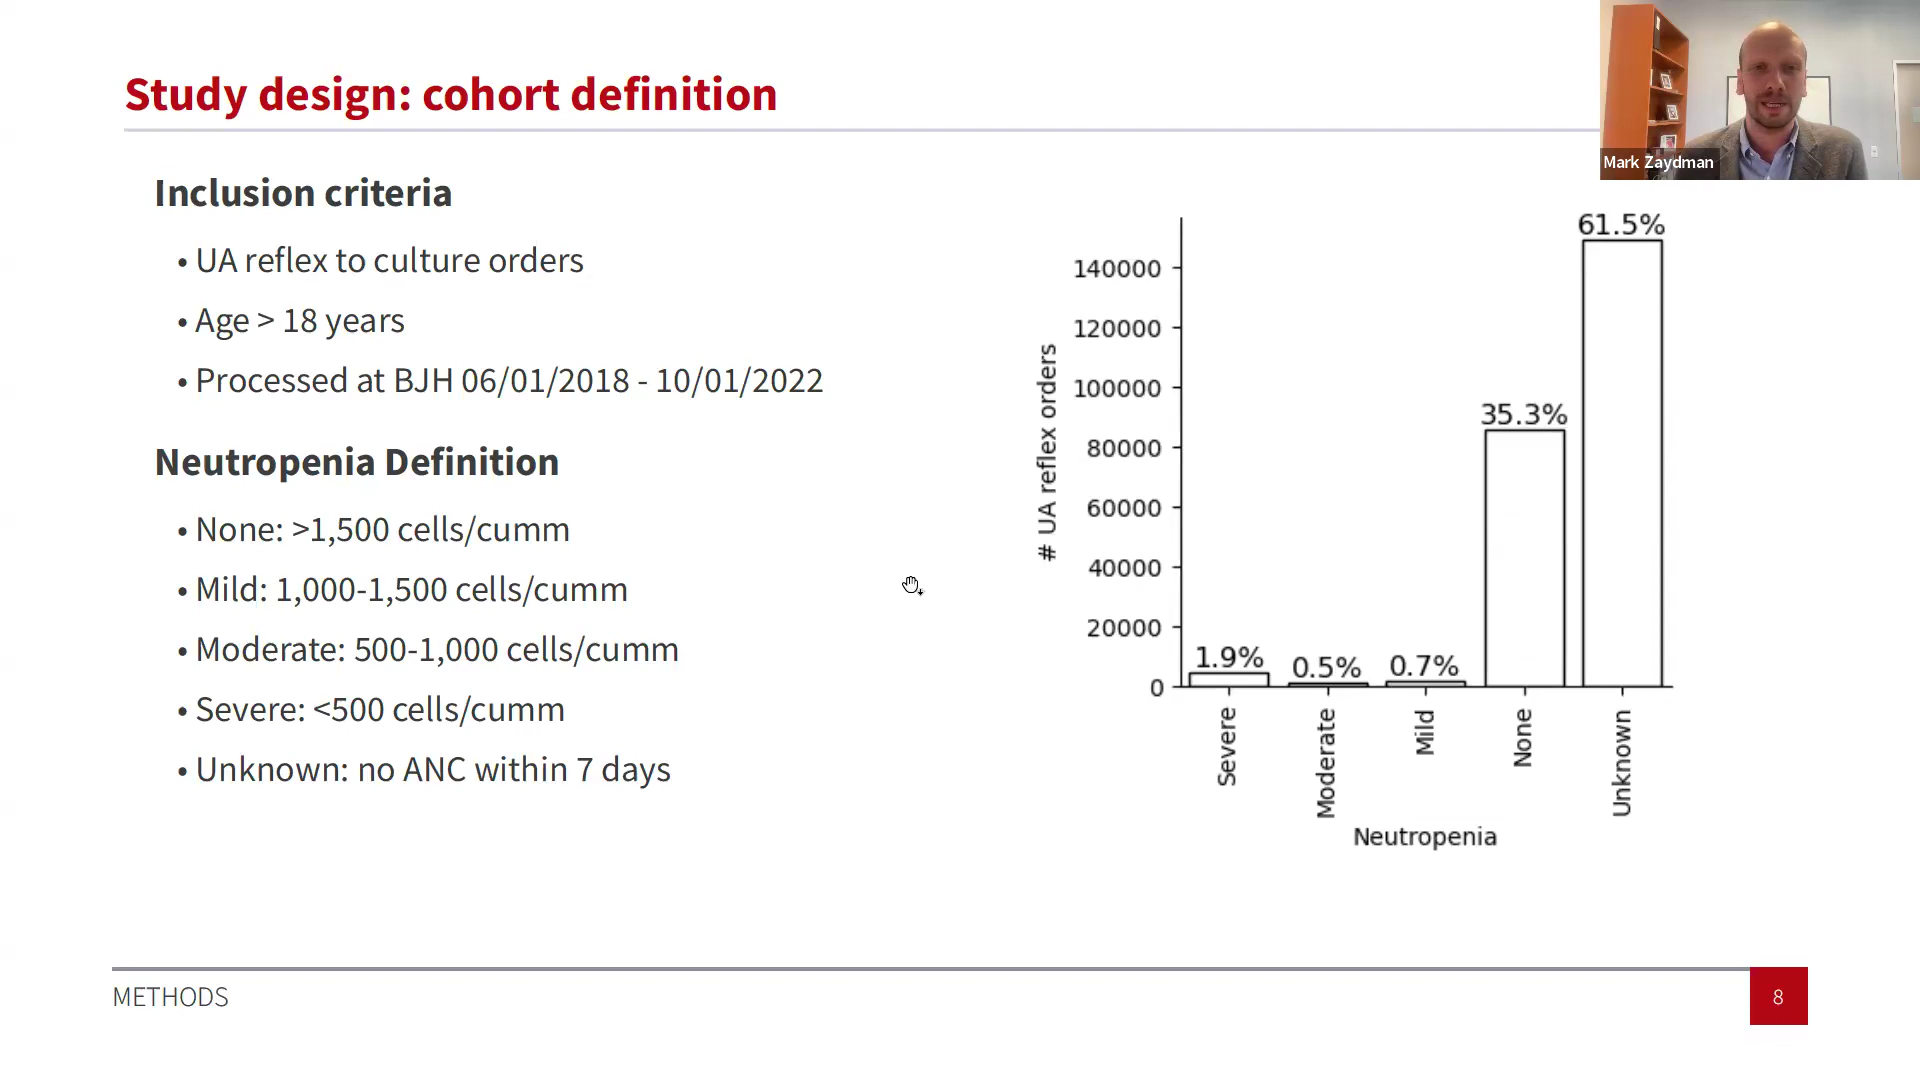 Study design: cohort definition
Mark Zaydman
Inclusion criteria
• UA reflex to culture orders
• Age > 18 years
• Processed at BJH 06/01/2018 - 10/01/2022
Neutropenia Definition
• None: >1,500 cells/cumm
• Mild: 1,000-1,500 cells/cumm
• Moderate: 500-1,000 cells/cumm
• Severe: <500 cells/cumm
• Unknown: no ANC within 7 days
# UA reflex orders
140000
120000
100000
80000
60000
40000
20000
0
1.9%
0.5%
0.7%
35.3%
61.5%
Severe
Moderate
Mild
None
Unknown
Neutropenia
METHODS
8